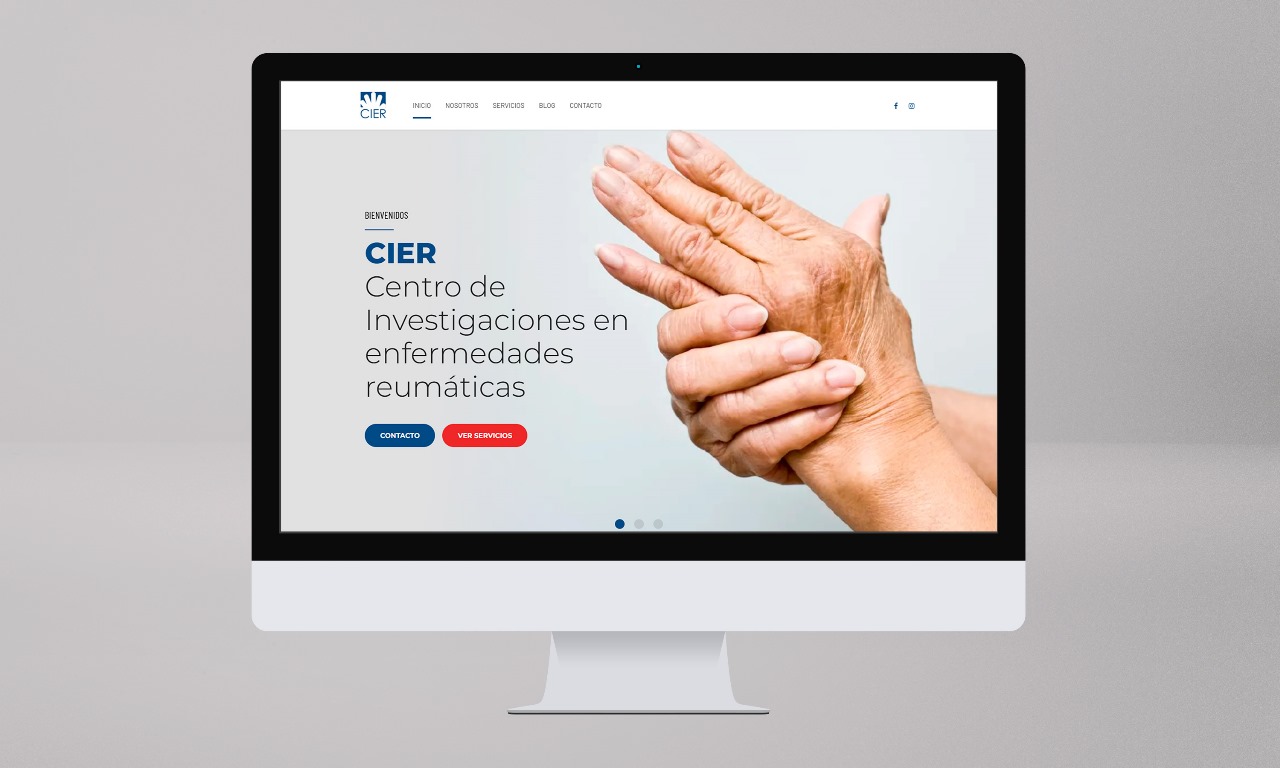 CIER
INICIO
NOSOTROS
SERVICIOS
BLOG
CONTACTO
BIENVENIDOS
CIER
Centro de
Investigaciones en
enfermedades
reumáticas
CONTACTO
VER SERVICIOS